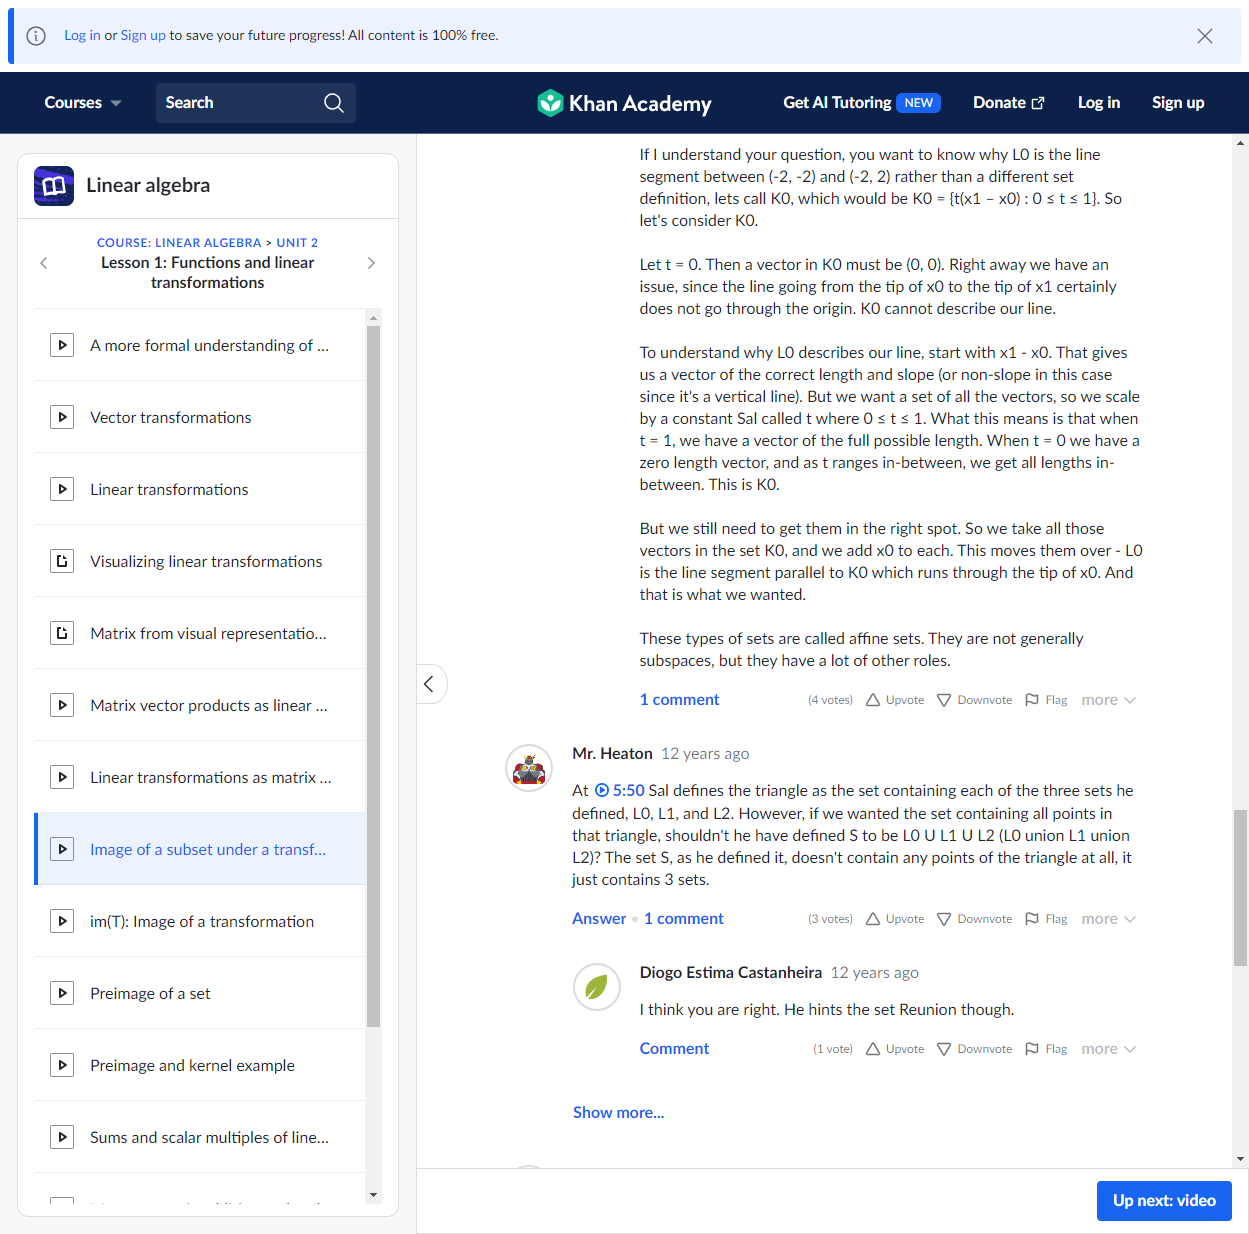 Log in or Sign up to save your future progress! All content is 100% free.
Courses
Search
Khan Academy
Get AI Tutoring NEW
Donate
Log in
Sign up
Linear algebra
COURSE: LINEAR ALGEBRA > UNIT 2
Lesson 1: Functions and linear
transformations
A more formal understanding of ...
Vector transformations
Linear transformations
Visualizing linear transformations
Matrix from visual representatio...
Matrix vector products as linear ...
Linear transformations as matrix ...
Image of a subset under a transf...
im(T): Image of a transformation
Preimage of a set
Preimage and kernel example
Sums and scalar multiples of line...
If I understand your question, you want to know why L0 is the line
segment between (-2, -2) and (-2, 2) rather than a different set
definition, lets call K0, which would be K0 = {t(x1 – x0) : 0 ≤ t ≤ 1}. So
let's consider K0.
Let t = 0. Then a vector in K0 must be (0, 0). Right away we have an
issue, since the line going from the tip of x0 to the tip of x1 certainly
does not go through the origin. K0 cannot describe our line.
To understand why L0 describes our line, start with x1 - x0. That gives
us a vector of the correct length and slope (or non-slope in this case
since it's a vertical line). But we want a set of all the vectors, so we scale
by a constant Sal called t where 0 ≤ t ≤ 1. What this means is that when
t = 1, we have a vector of the full possible length. When t = 0 we have a
zero length vector, and as t ranges in-between, we get all lengths in-
between. This is K0.
But we still need to get them in the right spot. So we take all those
vectors in the set K0, and we add x0 to each. This moves them over - L0
is the line segment parallel to K0 which runs through the tip of x0. And
that is what we wanted.
These types of sets are called affine sets. They are not generally
subspaces, but they have a lot of other roles.
1 comment (4 votes) Upvote Downvote Flag more
Mr. Heaton 12 years ago
At 5:50 Sal defines the triangle as the set containing each of the three sets he
defined, L0, L1, and L2. However, if we wanted the set containing all points in
that triangle, shouldn't he have defined S to be L0 U L1 U L2 (L0 union L1 union
L2)? The set S, as he defined it, doesn't contain any points of the triangle at all, it
just contains 3 sets.
Answer • 1 comment (3 votes) Upvote Downvote Flag more
Diogo Estima Castanheira 12 years ago
I think you are right. He hints the set Reunion though.
Comment (1 vote) Upvote Downvote Flag more
Show more...
Up next: video